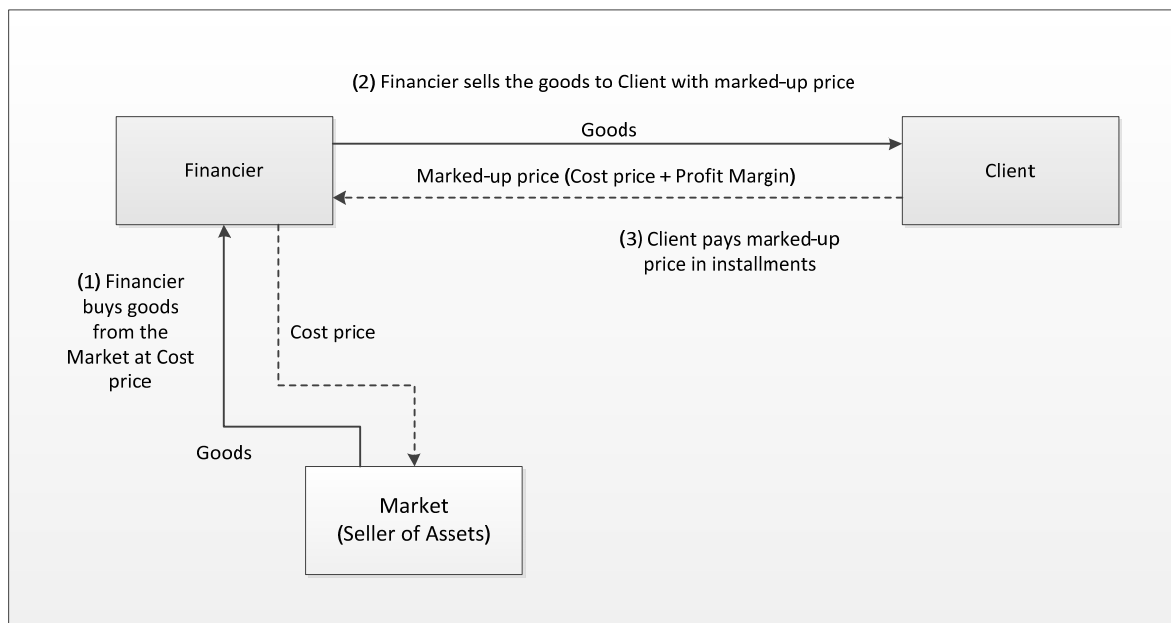 (2) Financier sells the goods to Client with marked-up price
Goods
Financier
Client
Marked-up price (Cost price + Profit Margin)
(3) Client pays marked-up
price in installments
(1) Financier
buys goods
from the
Market at Cost
price
Cost price
Goods
Market
(Seller of Assets)